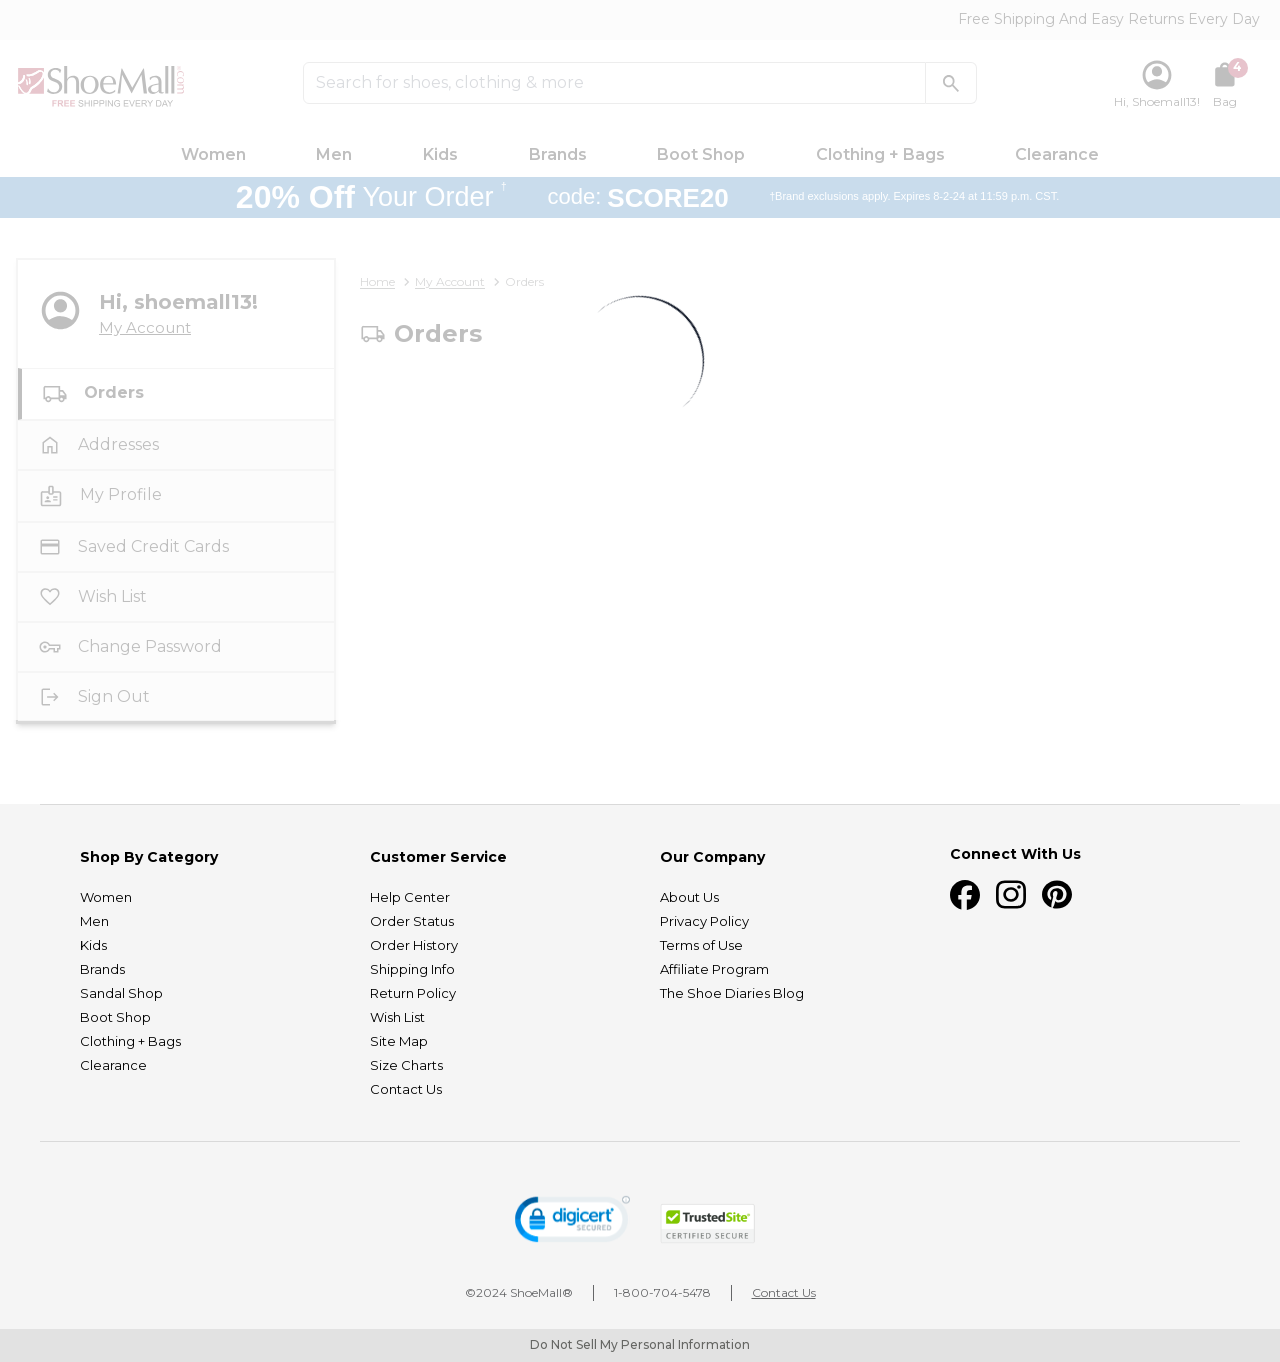 Free Shipping And Easy Returns Every Day
ShoeMall.com
FREE SHIPPING EVERY DAY
Search for shoes, clothing & more
4
Hi, Shoemall13!
Bag
Women Men Kids Brands Boot Shop Clothing + Bags Clearance
20% Off Your Order † code: SCORE20 †Brand exclusions apply. Expires 8-2-24 at 11:59 p.m. CST.
Hi, shoemall13!
My Account
Orders
Addresses
My Profile
Saved Credit Cards
Wish List
Change Password
Sign Out
Home > My Account > Orders
Orders
Shop By Category
Women
Men
Kids
Brands
Sandal Shop
Boot Shop
Clothing + Bags
Clearance
Customer Service
Help Center
Order Status
Order History
Shipping Info
Return Policy
Wish List
Site Map
Size Charts
Contact Us
Our Company
About Us
Privacy Policy
Terms of Use
Affiliate Program
The Shoe Diaries Blog
Connect With Us
digicert
SECURED
TrustedSite
CERTIFIED SECURE
©2024 ShoeMall®
1-800-704-5478
Contact Us
Do Not Sell My Personal Information